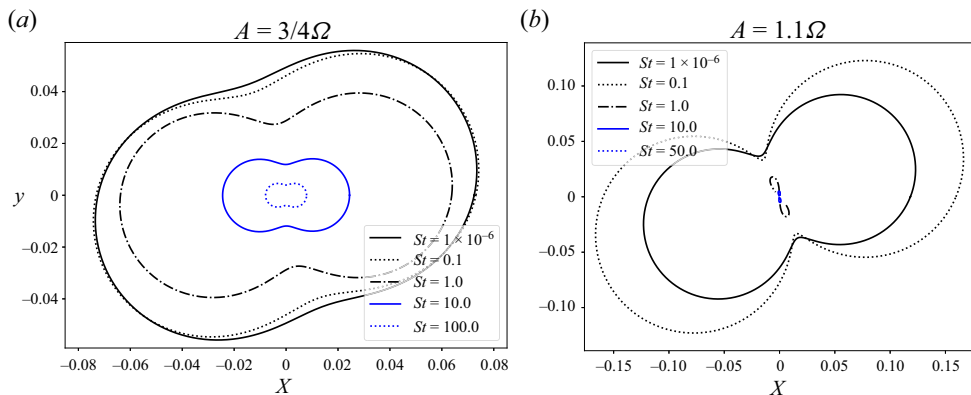 (a)
A = 3/4Ω
0.04
0.02
y
0
−0.02
−0.04
St = 1 × 10⁻⁶
St = 0.1
St = 1.0
St = 10.0
St = 100.0
−0.08 −0.06 −0.04 −0.02 0 0.02 0.04 0.06 0.08
X
(b)
A = 1.1Ω
0.10
0.05
0
−0.05
−0.10
St = 1 × 10⁻⁶
St = 0.1
St = 1.0
St = 10.0
St = 50.0
−0.15 −0.10 −0.05 0 0.05 0.10 0.15
X